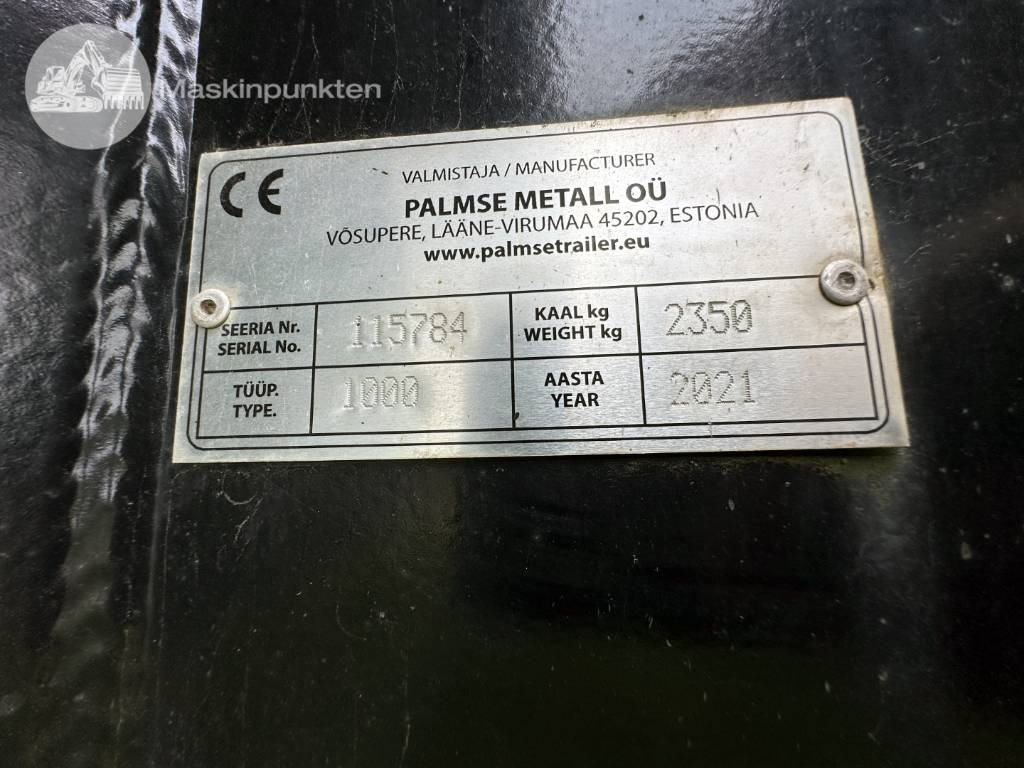 Maskinpunkten
CE
VALMISTAJA / MANUFACTURER
PALMSE METALL OÜ
VÕSUPERE, LÄÄNE-VIRUMAA 45202, ESTONIA
www.palmsetrailer.eu
SEERIA Nr.
SERIAL No.
115784
KAAL kg
WEIGHT kg
2350
TÜÜP.
TYPE.
1000
AASTA
YEAR
2021